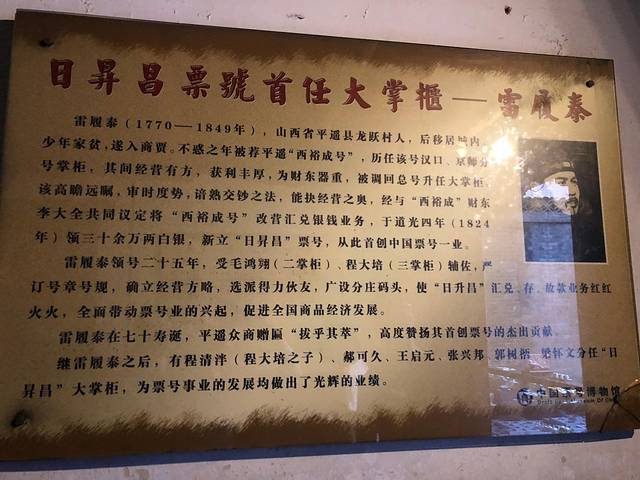 日昇昌票號首任大掌櫃——雷履泰
雷履泰（1770——1849年），山西省平遥县龙跃村人，后移居城内，
少年家贫，遂入商贾。不惑之年被荐平遥“西裕成号”，历任该号汉口、京师分
号掌柜，其间经营有方，获利丰厚，为财东器重，被调回总号升任大掌柜，
该高瞻远瞩，审时度势，谙熟交钞之法，能抉经营之奥，经与“西裕成”财东
李大全共同议定将“西裕成号”改营汇兑银钱业务，于道光四年（1824
年）领三十余万两白银，新立“日昇昌”票号，从此首创中国票号一业。
雷履泰领号二十五年，受毛鸿翙（二掌柜）、程大培（三掌柜）辅佐，严
订号章号规，确立经营方略，选派得力伙友，广设分庄码头，使“日升昌”汇兑、存、放款业务红红
火火，全面带动票号业的兴起，促进全国商品经济发展。
雷履泰在七十寿诞，平遥众商赠匾“拔乎其萃”，高度赞扬其首创票号的杰出贡献。
继雷履泰之后，有程清泮（程大培之子）、郝可久、王启元、张兴邦、郭树柄、梁怀文分任“日
昇昌”大掌柜，为票号事业的发展均做出了光辉的业绩。
中国票号博物馆